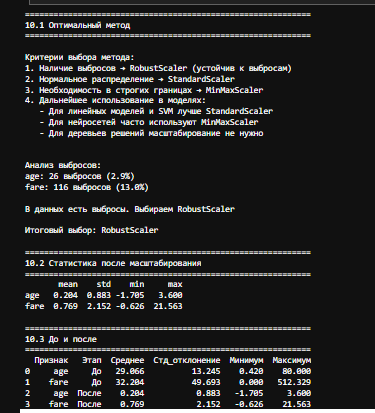 ============================================================
10.1 Оптимальный метод
============================================================
Критерии выбора метода:
1. Наличие выбросов → RobustScaler (устойчив к выбросам)
2. Нормальное распределение → StandardScaler
3. Необходимость в строгих границах → MinMaxScaler
4. Дальнейшее использование в моделях:
- Для линейных моделей и SVM лучше StandardScaler
- Для нейросетей часто используют MinMaxScaler
- Для деревьев решений масштабирование не нужно
Анализ выбросов:
age: 26 выбросов (2.9%)
fare: 116 выбросов (13.0%)
В данных есть выбросы. Выбираем RobustScaler
Итоговый выбор: RobustScaler
============================================================
10.2 Статистика после масштабирования
============================================================
mean std min max
age 0.204 0.883 -1.705 3.600
fare 0.769 2.152 -0.626 21.563
============================================================
10.3 До и после
============================================================
Признак Этап Среднее Стд_отклонение Минимум Максимум
0 age До 29.066 13.245 0.420 80.000
1 fare До 32.204 49.693 0.000 512.329
2 age После 0.204 0.883 -1.705 3.600
3 fare После 0.769 2.152 -0.626 21.563